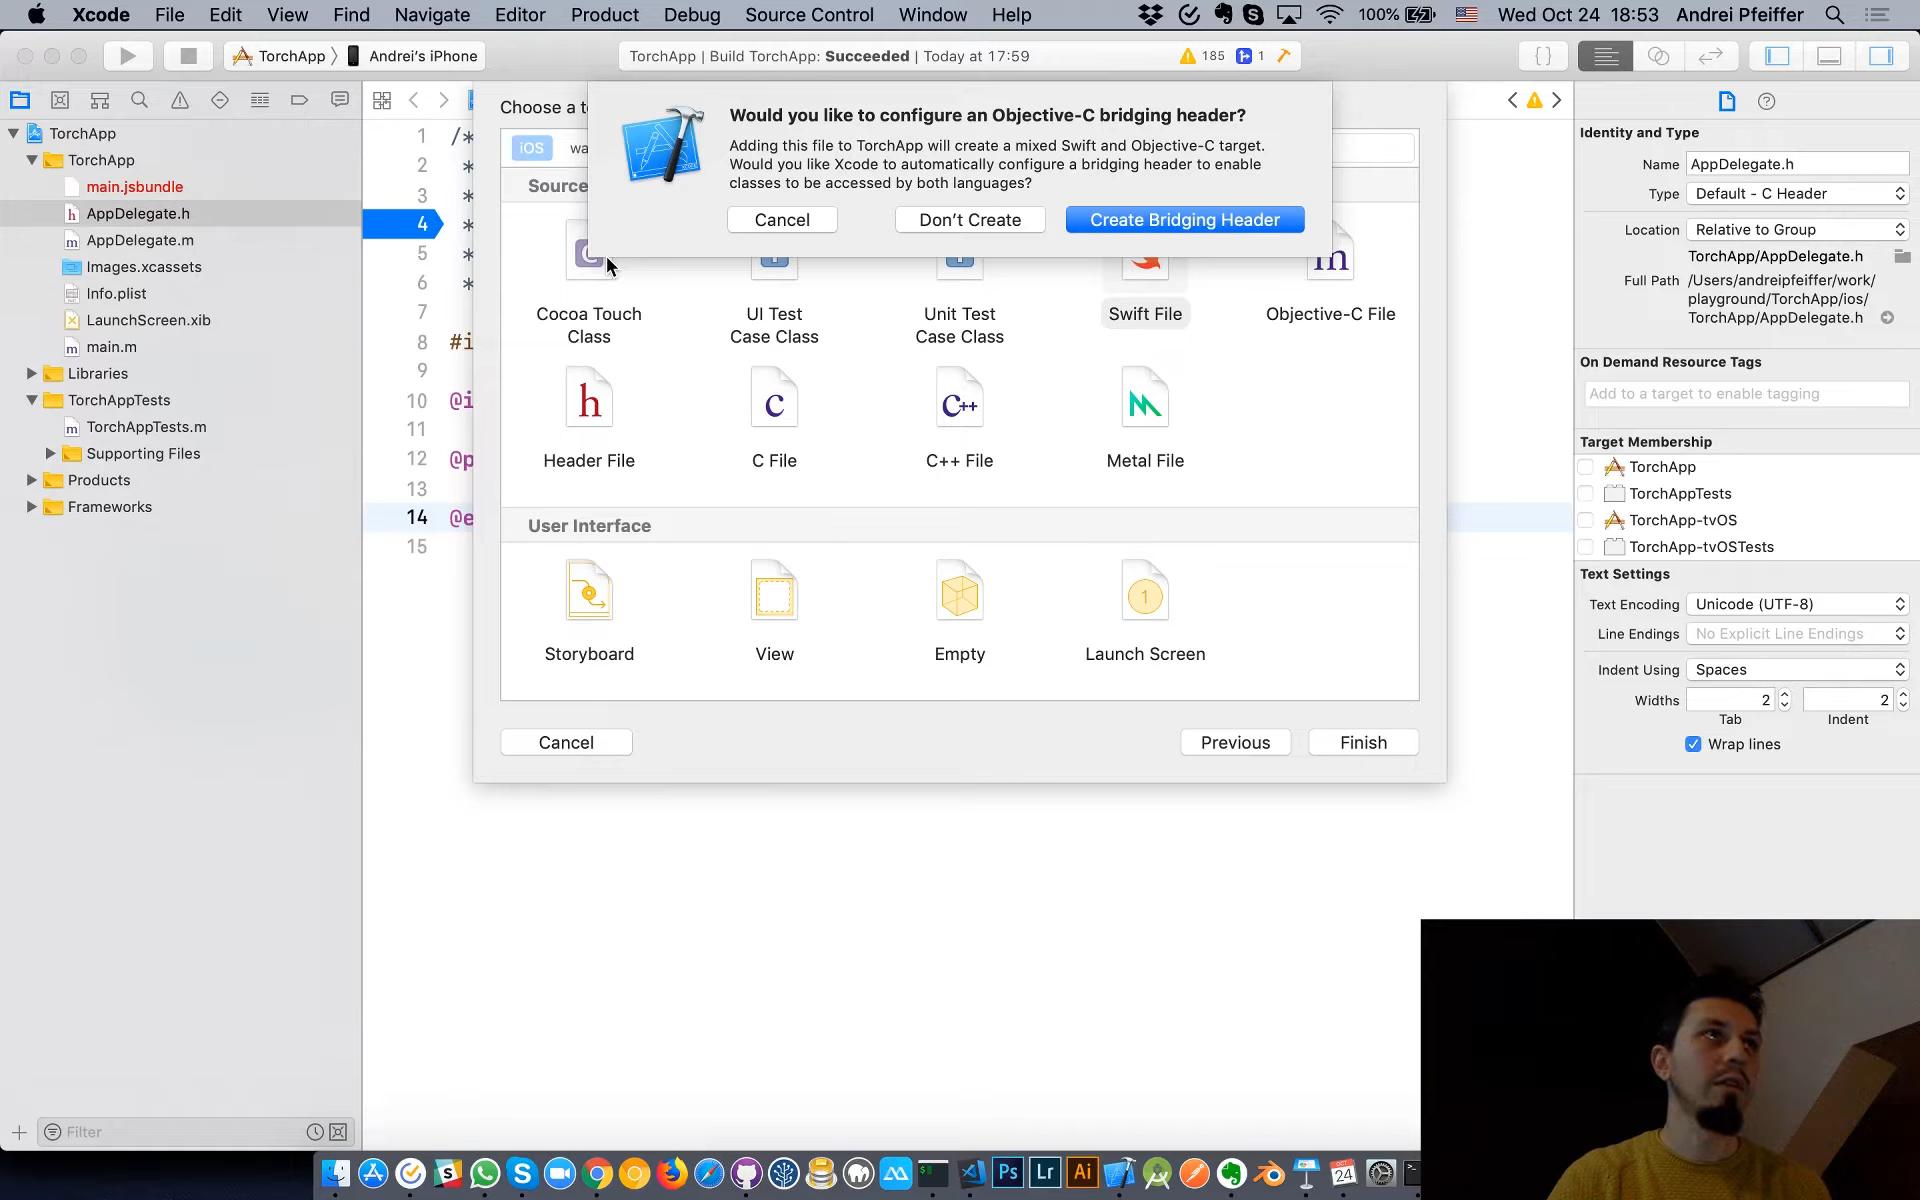 Xcode File Edit View Find Navigate Editor Product Debug Source Control Window Help 100% Wed Oct 24 18:53 Andrei Pfeiffer
TorchApp Andrei's iPhone
TorchApp | Build TorchApp: Succeeded | Today at 17:59 185 1
TorchApp
TorchApp
main.jsbundle
h AppDelegate.h
m AppDelegate.m
Images.xcassets
Info.plist
LaunchScreen.xib
m main.m
Libraries
TorchAppTests
m TorchAppTests.m
Supporting Files
Products
Frameworks
Filter
1 /*
2 *
3 *
4 *
5 *
6 *
7
8 #i
9
10 @i
11
12 @p
13
14 @e
15
Choose a te
iOS wa
Source
Would you like to configure an Objective-C bridging header?
Adding this file to TorchApp will create a mixed Swift and Objective-C target.
Would you like Xcode to automatically configure a bridging header to enable
classes to be accessed by both languages?
Cancel Don't Create Create Bridging Header
Cocoa Touch
Class
UI Test
Case Class
Unit Test
Case Class
Swift File
m
Objective-C File
h
Header File
c
C File
C++
C++ File
Metal File
User Interface
Storyboard
View
Empty
1
Launch Screen
Cancel Previous Finish
Identity and Type
Name AppDelegate.h
Type Default - C Header
Location Relative to Group
TorchApp/AppDelegate.h
Full Path /Users/andreipfeiffer/work/
playground/TorchApp/ios/
TorchApp/AppDelegate.h
On Demand Resource Tags
Add to a target to enable tagging
Target Membership
TorchApp
TorchAppTests
TorchApp-tvOS
TorchApp-tvOSTests
Text Settings
Text Encoding Unicode (UTF-8)
Line Endings No Explicit Line Endings
Indent Using Spaces
Widths 2 2
Tab Indent
Wrap lines
Ps Lr Ai 24